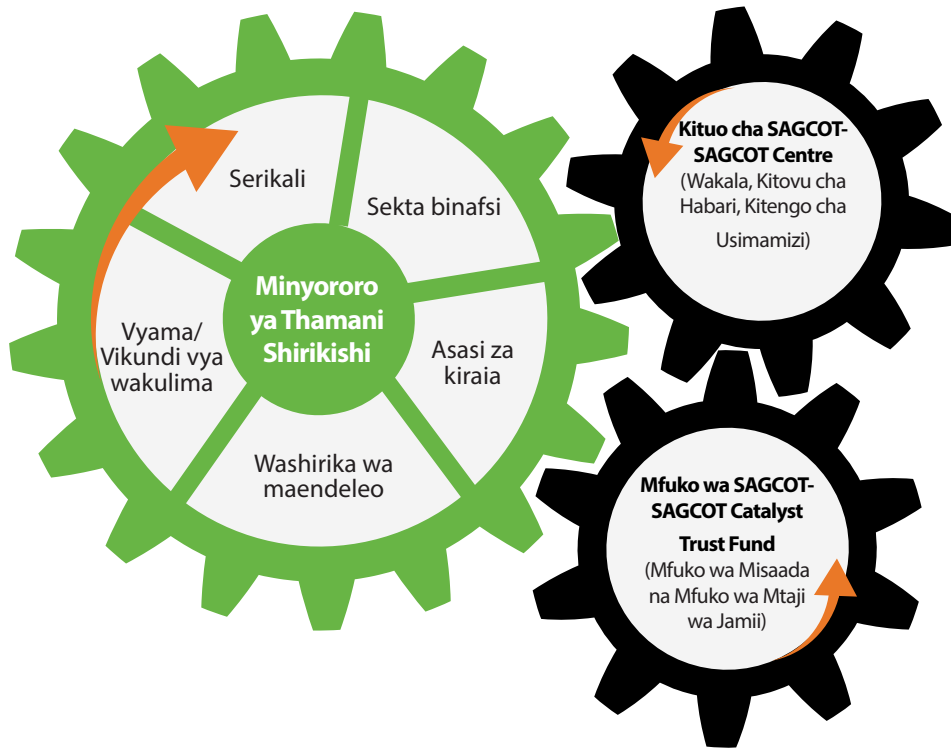 Serikali
Sekta binafsi
Minyororo
ya Thamani
Shirikishi
Vyama/
Vikundi vya
wakulima
Asasi za
kiraia
Washirika wa
maendeleo
Kituo cha SAGCOT-
SAGCOT Centre
(Wakala, Kitovu cha
Habari, Kitengo cha
Usimamizi)
Mfuko wa SAGCOT-
SAGCOT Catalyst
Trust Fund
(Mfuko wa Misaada
na Mfuko wa Mtaji
wa Jamii)